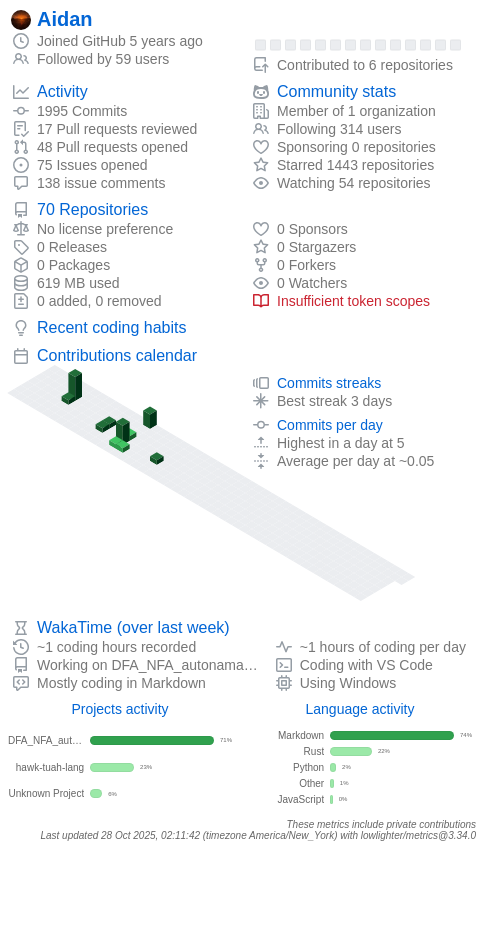 Aidan
Joined GitHub 5 years ago
Followed by 59 users
Contributed to 6 repositories
Activity
1995 Commits
17 Pull requests reviewed
48 Pull requests opened
75 Issues opened
138 issue comments
Community stats
Member of 1 organization
Following 314 users
Sponsoring 0 repositories
Starred 1443 repositories
Watching 54 repositories
70 Repositories
No license preference
0 Releases
0 Packages
619 MB used
0 added, 0 removed
0 Sponsors
0 Stargazers
0 Forkers
0 Watchers
Insufficient token scopes
Recent coding habits
Contributions calendar
Commits streaks
Best streak 3 days
Commits per day
Highest in a day at 5
Average per day at ~0.05
WakaTime (over last week)
~1 coding hours recorded
Working on DFA_NFA_autonama…
Mostly coding in Markdown
~1 hours of coding per day
Coding with VS Code
Using Windows
Projects activity
DFA_NFA_aut… 71%
hawk-tuah-lang 23%
Unknown Project 6%
Language activity
Markdown 74%
Rust 22%
Python 2%
Other 1%
JavaScript 0%
These metrics include private contributions
Last updated 28 Oct 2025, 02:11:42 (timezone America/New_York) with lowlighter/metrics@3.34.0